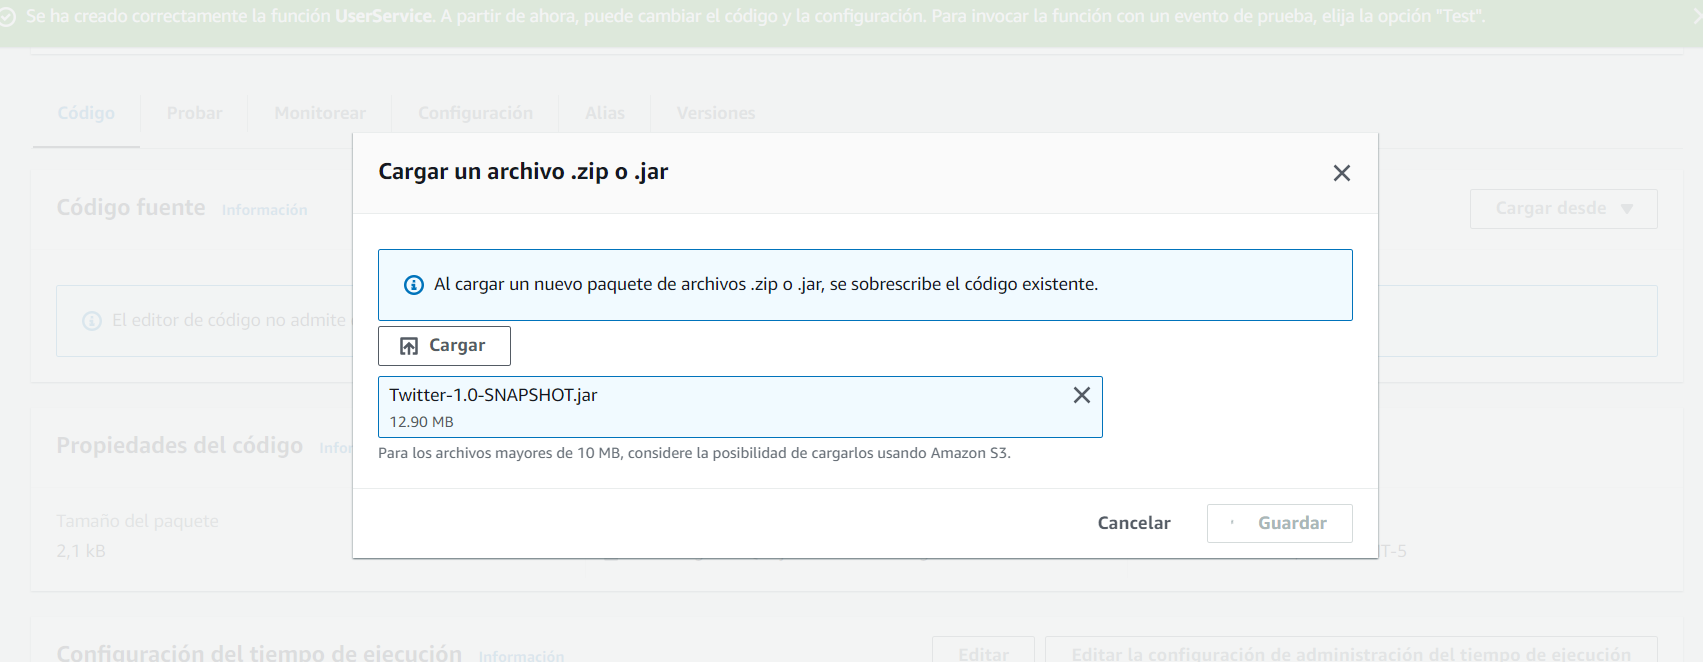 Se ha creado correctamente la función UserService. A partir de ahora, puede cambiar el código y la configuración. Para invocar la función con un evento de prueba, elija la opción "Test".
Código Probar Monitorear Configuración Alias Versiones
Cargar un archivo .zip o .jar
Código fuente Información
Cargar desde
Al cargar un nuevo paquete de archivos .zip o .jar, se sobrescribe el código existente.
El editor de código no admite
Cargar
Twitter-1.0-SNAPSHOT.jar
12.90 MB
Para los archivos mayores de 10 MB, considere la posibilidad de cargarlos usando Amazon S3.
Propiedades del código Infor
Tamaño del paquete
2,1 kB
Cancelar Guardar
T-5
Configuración del tiempo de ejecución Información
Editar
Editar la configuración de administración del tiempo de ejecución